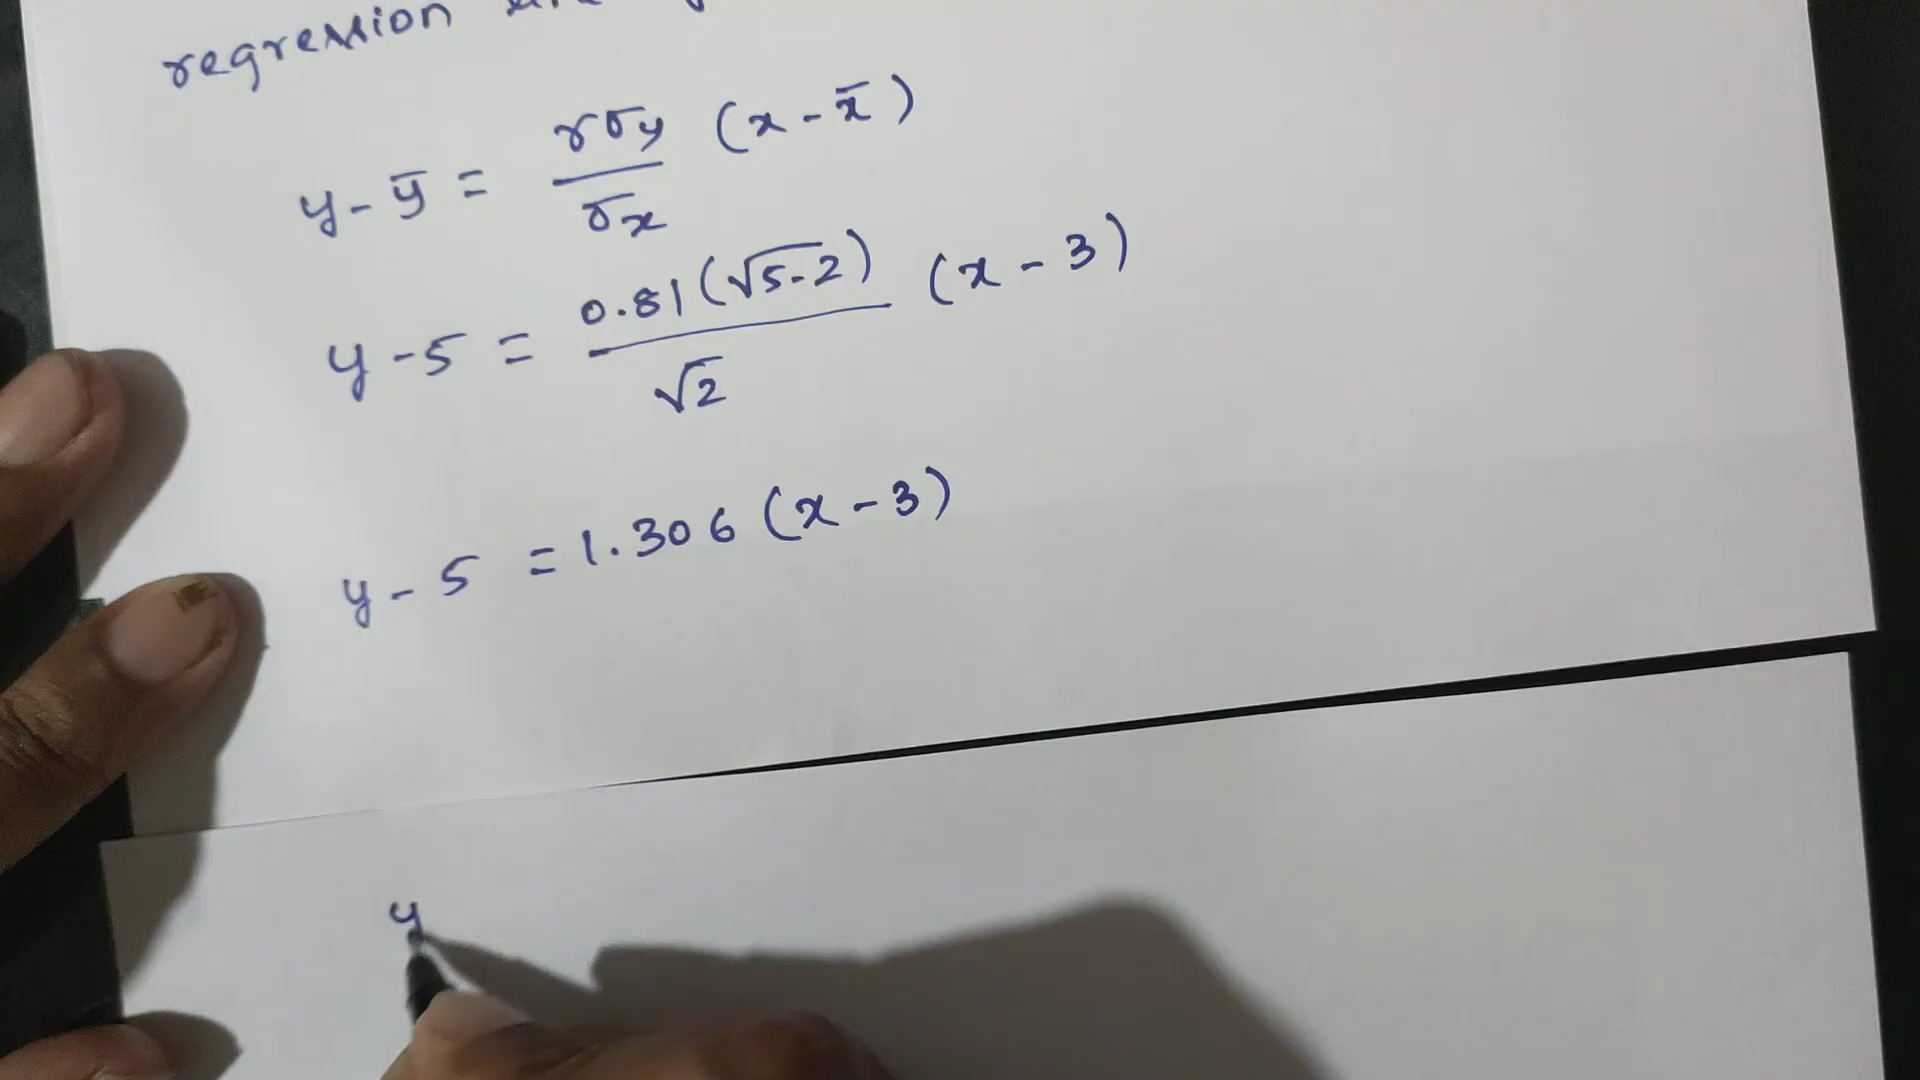 regression
y - ȳ = rσy / σx (x - x̄)
y - 5 = 0.81(√5.2) / √2 (x - 3)
y - 5 = 1.306 (x - 3)
y